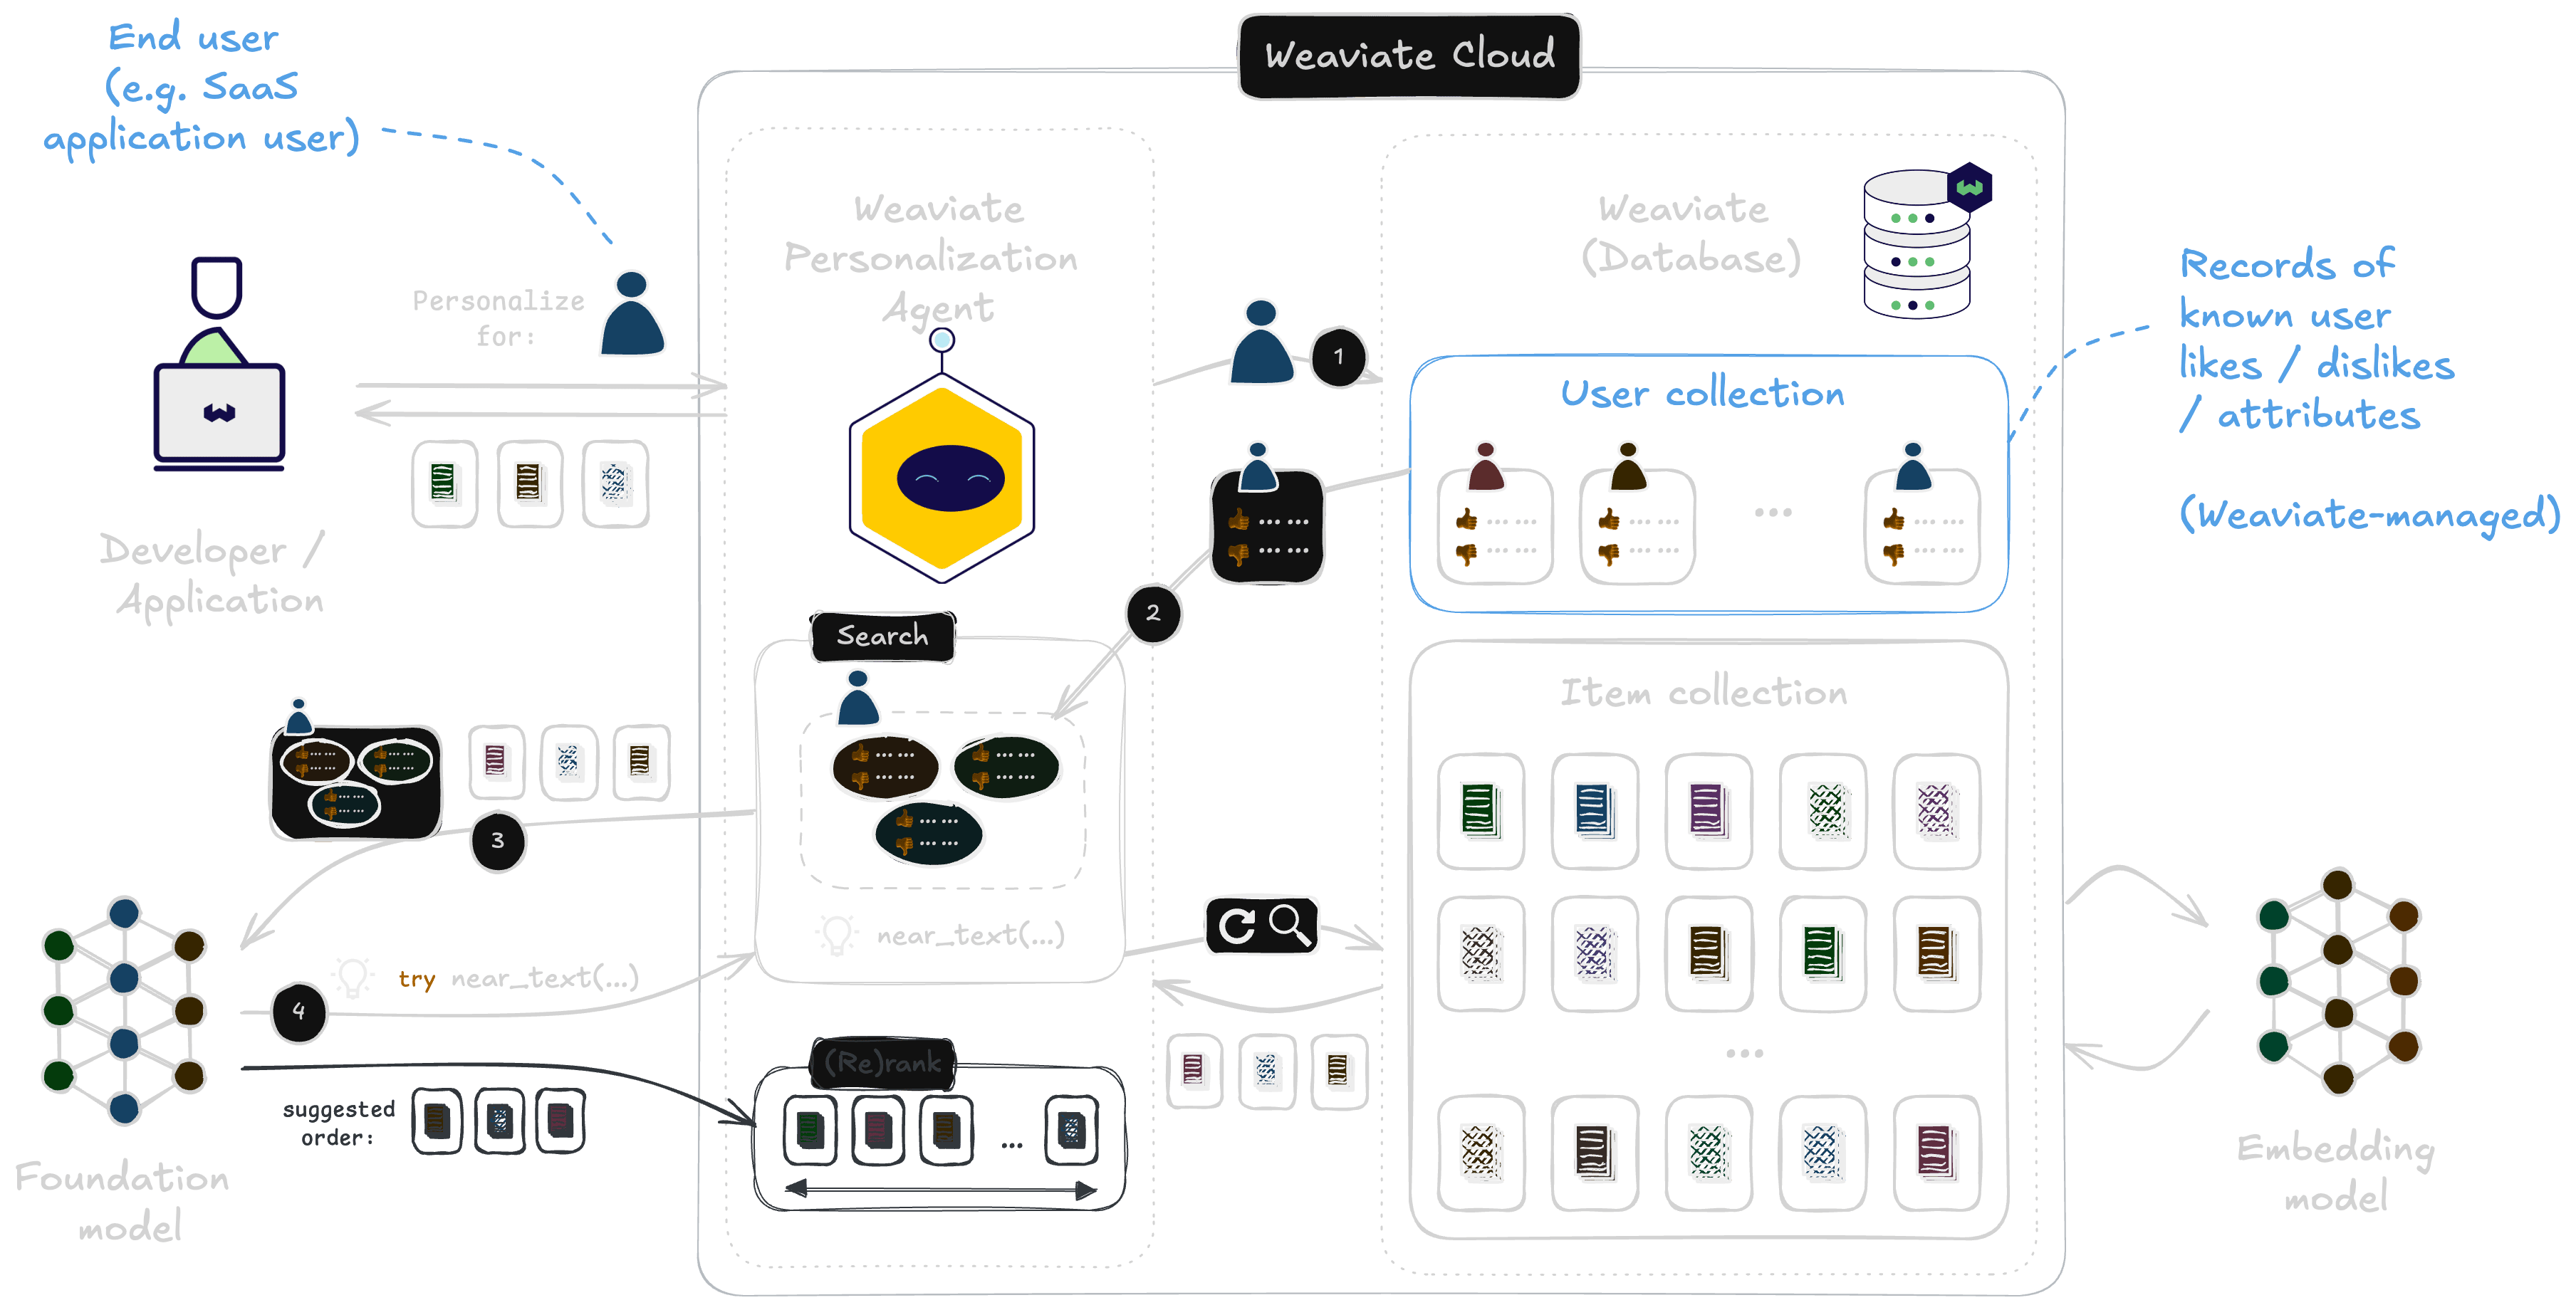 Weaviate Cloud
End user
(e.g. SaaS
application user)
Weaviate
Personalization
Agent
Weaviate
(Database)
Records of
known user
likes / dislikes
/ attributes
(Weaviate-managed)
Personalize
for:
1
User collection
... ...
... ...
... ...
... ...
...
... ...
... ...
... ...
... ...
Developer /
Application
2
Search
Item collection
... ...
... ...
... ...
... ...
... ...
... ...
... ...
... ...
... ...
... ...
... ...
... ...
3
near_text(...)
try near_text(...)
4
(Re)rank
...
suggested
order:
...
Foundation
model
Embedding
model